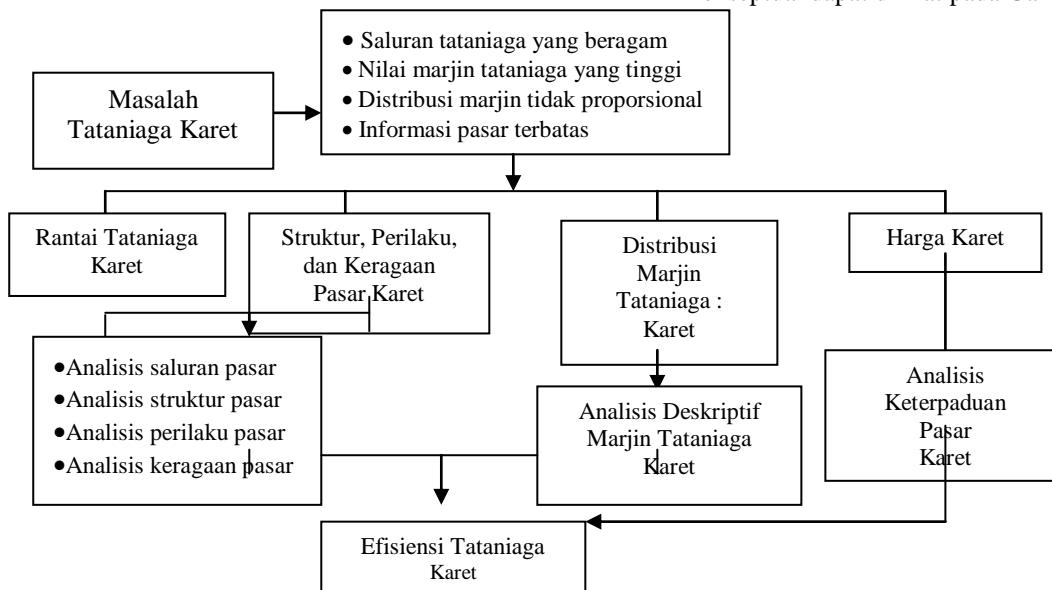 • Saluran tataniaga yang beragam
• Nilai marjin tataniaga yang tinggi
• Distribusi marjin tidak proporsional
• Informasi pasar terbatas
Masalah
Tataniaga Karet
Rantai Tataniaga
Karet
Struktur, Perilaku,
dan Keragaan
Pasar Karet
Distribusi
Marjin
Tataniaga :
Karet
Harga Karet
•Analisis saluran pasar
•Analisis struktur pasar
•Analisis perilaku pasar
•Analisis keragaan pasar
Analisis Deskriptif
Marjin Tataniaga
Karet
Analisis
Keterpaduan
Pasar
Karet
Efisiensi Tataniaga
Karet